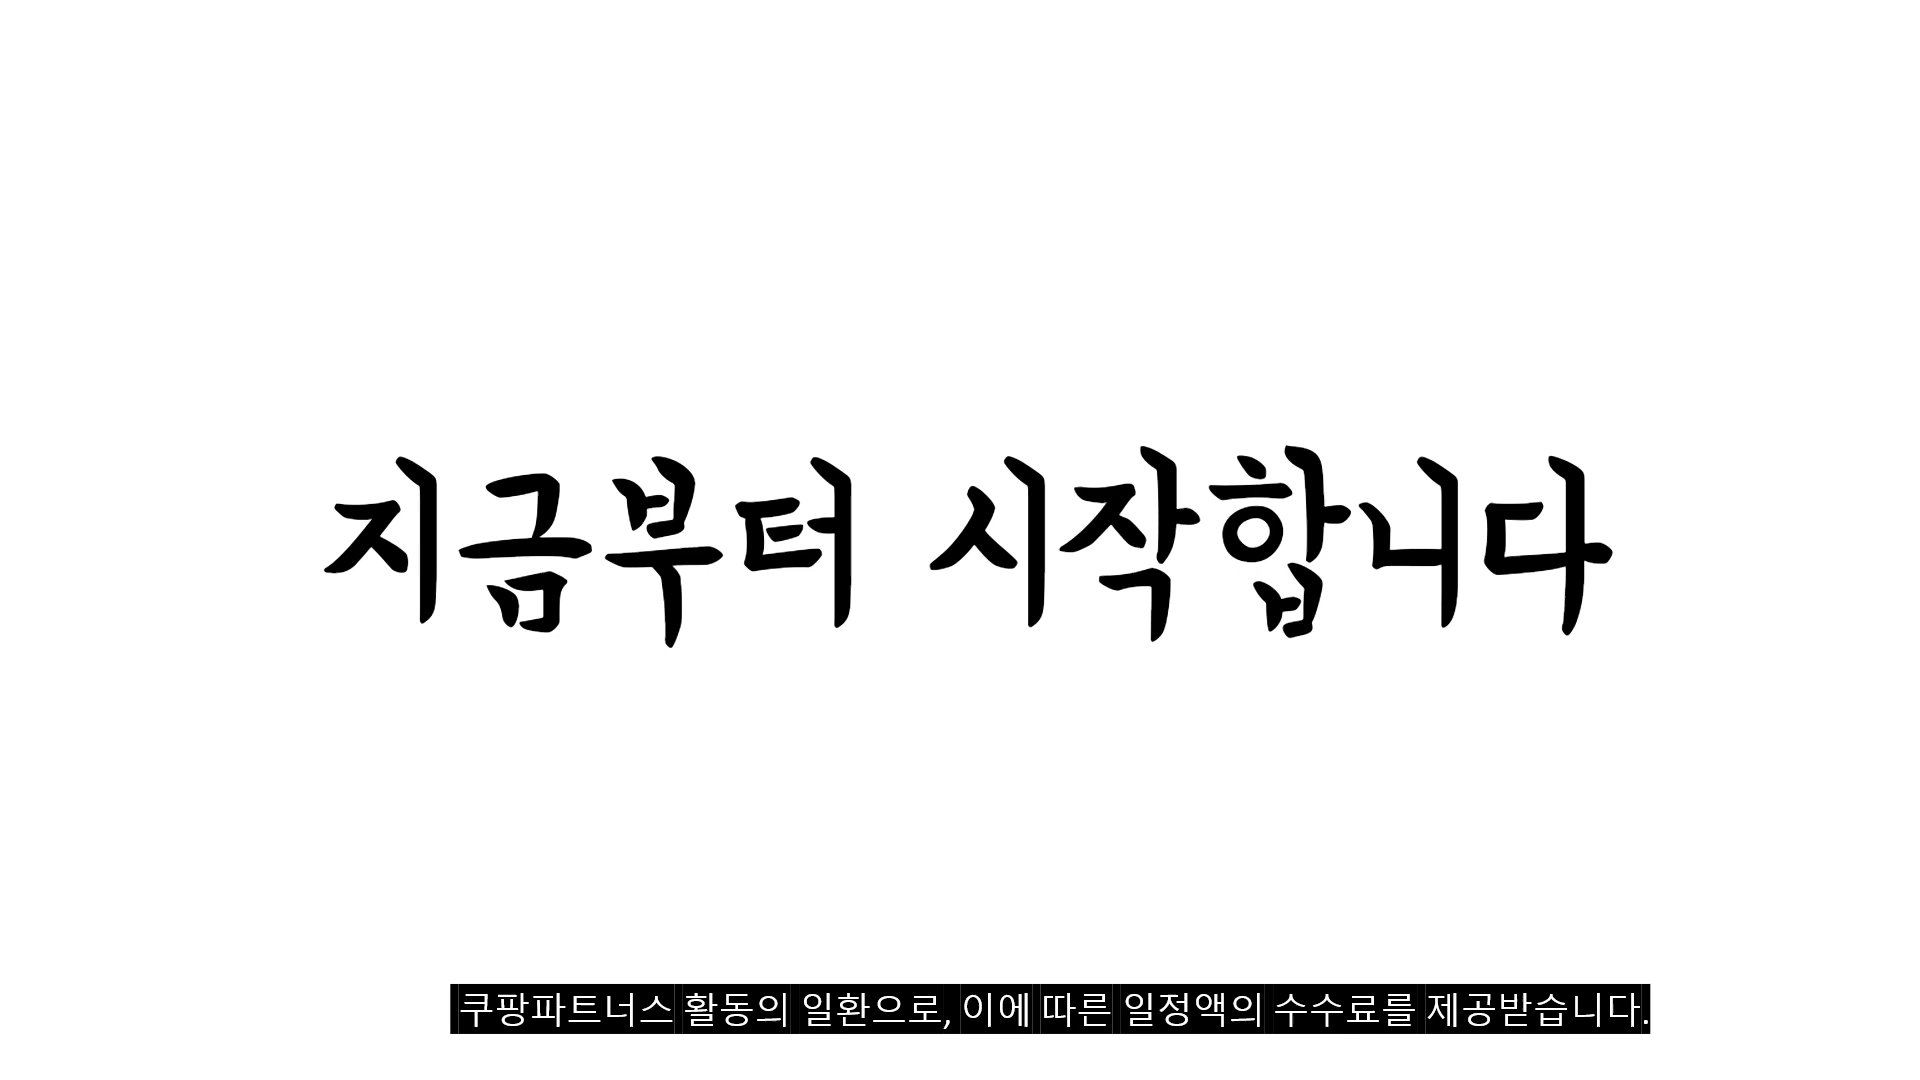 지금부터 시작합니다
쿠팡파트너스 활동의 일환으로, 이에 따른 일정액의 수수료를 제공받습니다.